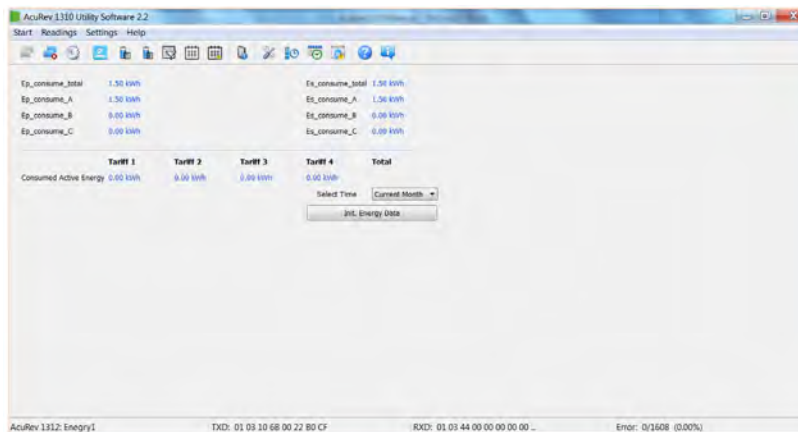 AcuRev 1310 Utility Software 2.2
Start Readings Settings Help
Ep_consume_total 1.50 kWh Es_consume_total 1.50 kWh
Ep_consume_A 1.50 kWh Es_consume_A 1.50 kWh
Ep_consume_B 0.00 kWh Es_consume_B 0.00 kWh
Ep_consume_C 0.00 kWh Es_consume_C 0.00 kWh
Tariff 1 Tariff 2 Tariff 3 Tariff 4 Total
Consumed Active Energy 0.00 kWh 0.00 kWh 0.00 kWh 0.00 kWh
Select Time Current Month
Init. Energy Data
AcuRev 1312: Enegry1 TXD: 01 03 10 6B 00 22 B0 CF RXD: 01 03 44 00 00 00 00 00 .. Error: 0/1608 (0.00%)